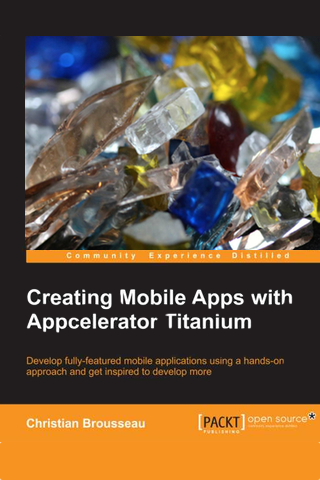 Community Experience Distilled
Creating Mobile Apps with
Appcelerator Titanium
Develop fully-featured mobile applications using a hands-on
approach and get inspired to develop more
Christian Brousseau
[PACKT] open source*
PUBLISHING